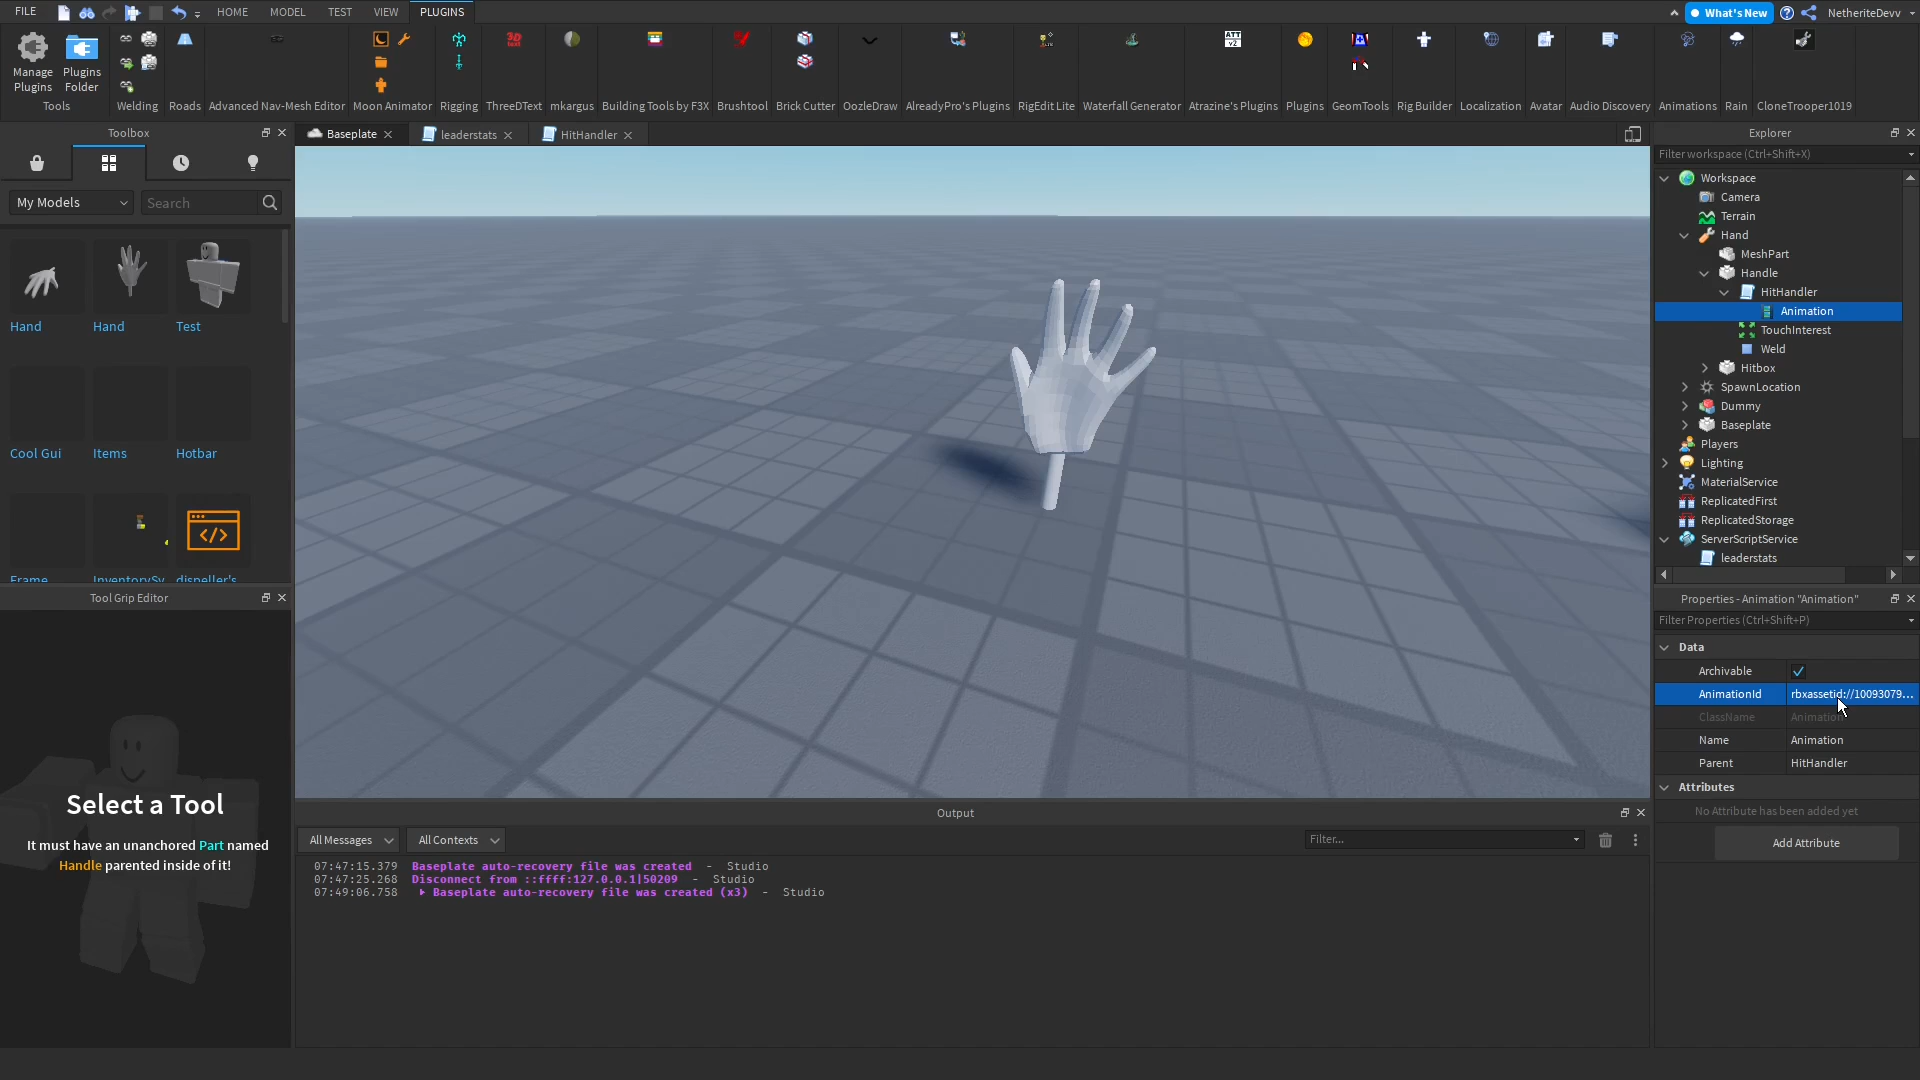 FILE
HOME
MODEL
TEST
VIEW
PLUGINS
What's New
NetheriteDevv
Manage
Plugins
Plugins
Folder
Tools
Welding
Roads
Advanced Nav-Mesh Editor
Moon Animator
Rigging
3D
text
ThreeDText
mkargus
Building Tools by F3X
Brushtool
Brick Cutter
OozleDraw
AlreadyPro's Plugins
RigEdit Lite
Waterfall Generator
ATT
v2
Atrazine's Plugins
Plugins
GeomTools
Rig Builder
Localization
Avatar
Audio Discovery
Animations
Rain
CloneTrooper1019
Toolbox
My Models
Search
Hand
Hand
Test
Cool Gui
Items
Hotbar
Frame
InventorySy
dispeller's
Tool Grip Editor
Select a Tool
It must have an unanchored Part named
Handle parented inside of it!
Baseplate
leaderstats
HitHandler
Output
All Messages
All Contexts
Filter...
07:47:15.379 Baseplate auto-recovery file was created - Studio
07:47:25.268 Disconnect from ::ffff:127.0.0.1|50209 - Studio
07:49:06.758 Baseplate auto-recovery file was created (x3) - Studio
Explorer
Filter workspace (Ctrl+Shift+X)
Workspace
Camera
Terrain
Hand
MeshPart
Handle
HitHandler
Animation
TouchInterest
Weld
Hitbox
SpawnLocation
Dummy
Baseplate
Players
Lighting
MaterialService
ReplicatedFirst
ReplicatedStorage
ServerScriptService
leaderstats
Properties - Animation "Animation"
Filter Properties (Ctrl+Shift+P)
Data
Archivable
AnimationId rbxassetid://10093079...
ClassName Animation
Name Animation
Parent HitHandler
Attributes
No Attribute has been added yet
Add Attribute